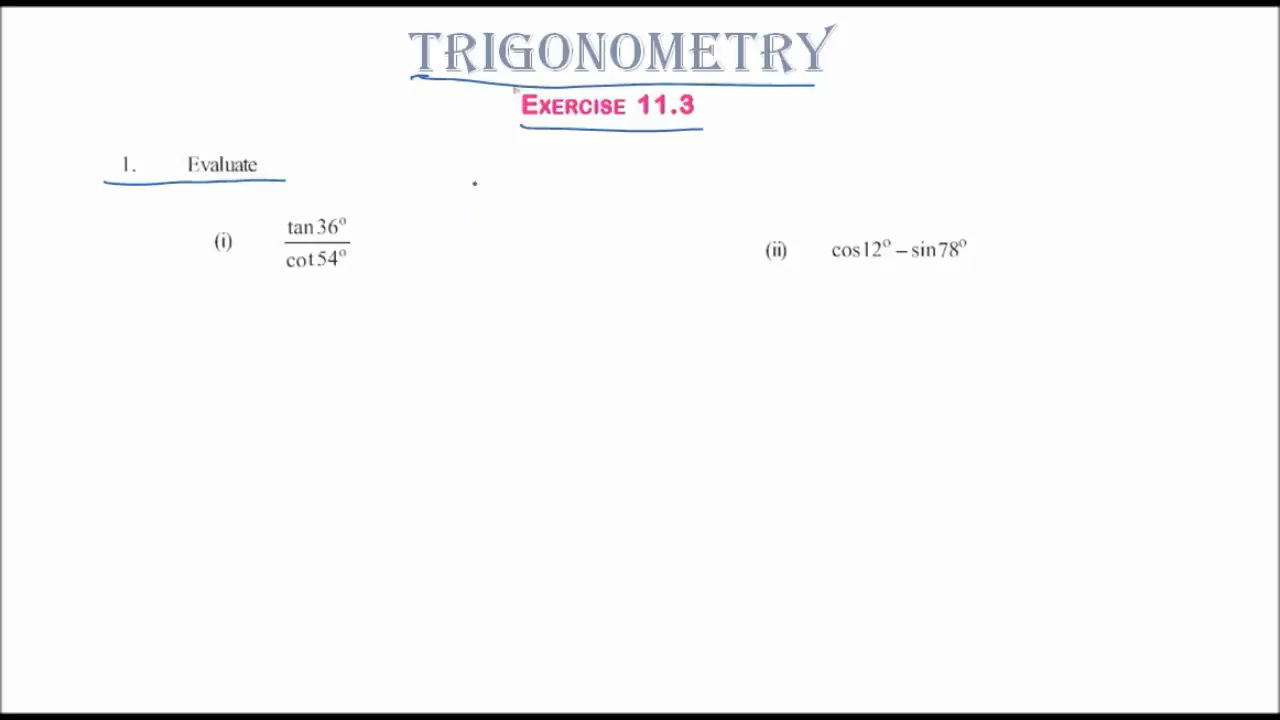 TRIGONOMETRY
EXERCISE 11.3
1. Evaluate
(i) tan 36° / cot 54° (ii) cos 12° – sin 78°